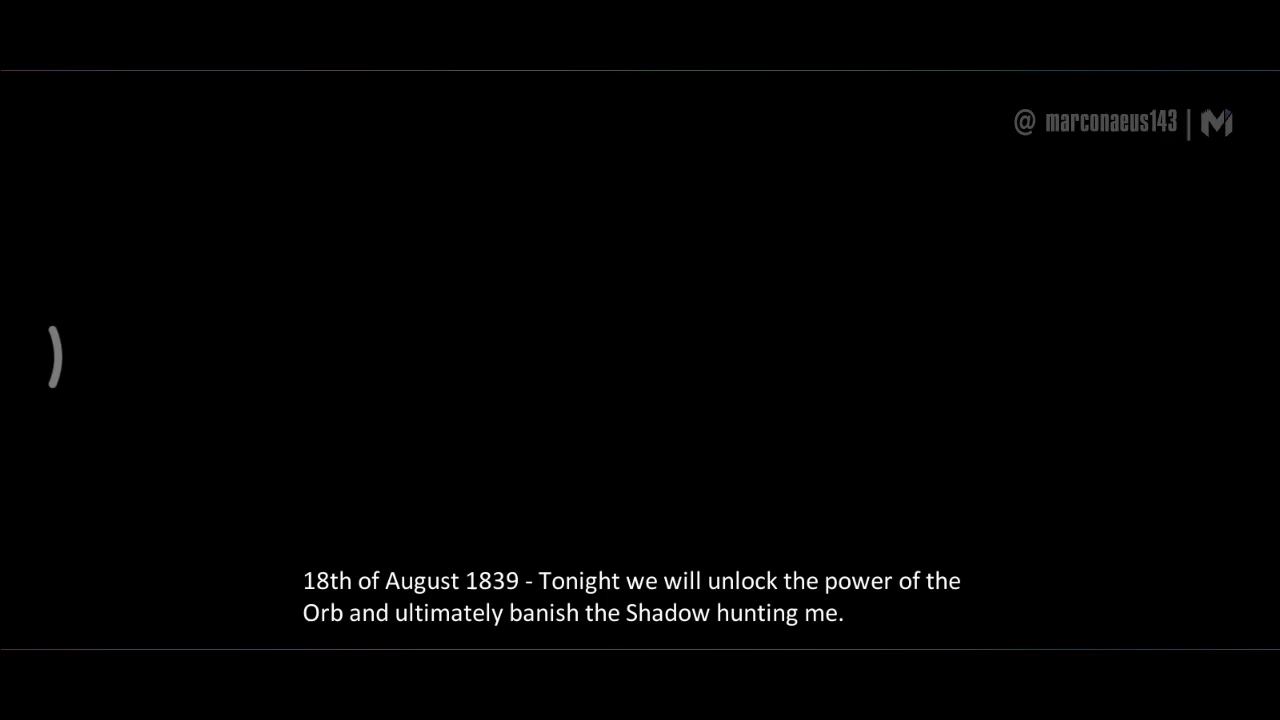 @ marconaeus143 | M
18th of August 1839 - Tonight we will unlock the power of the
Orb and ultimately banish the Shadow hunting me.